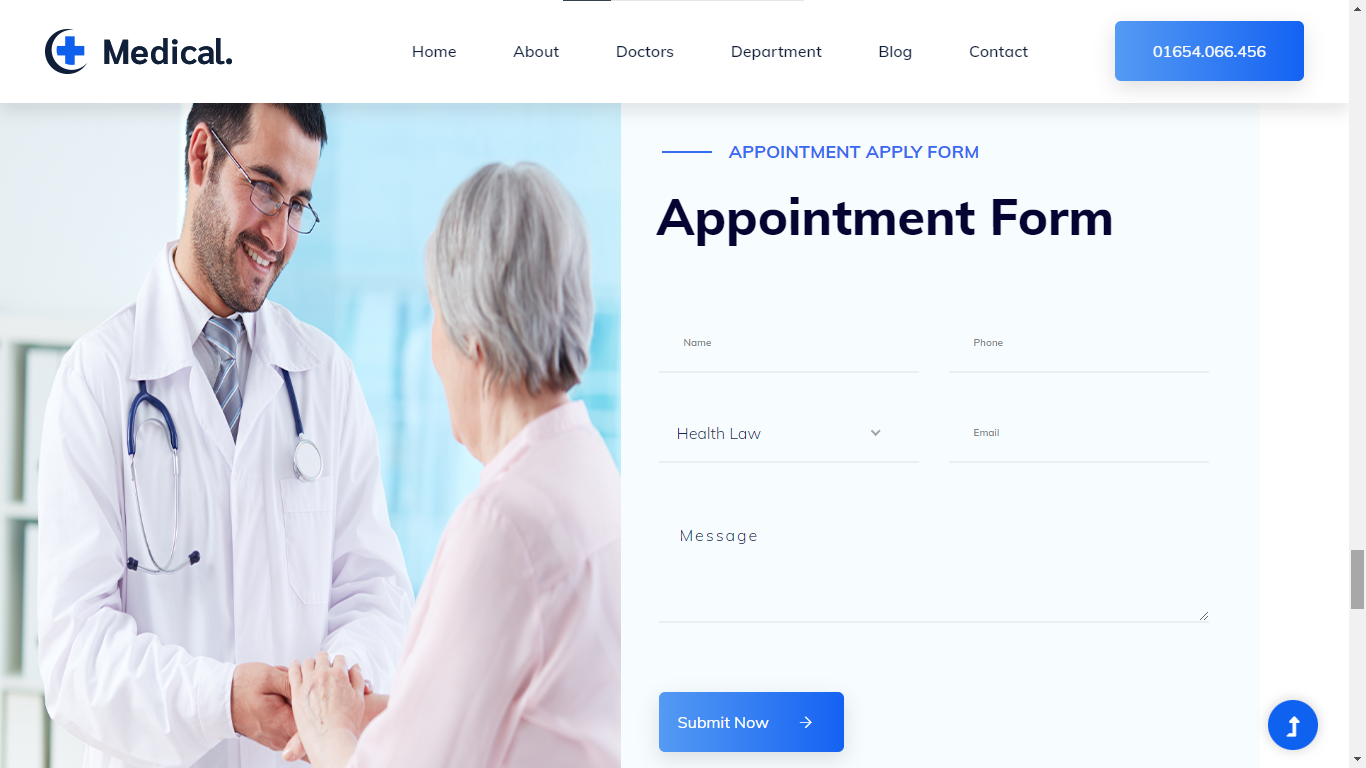 Medical.
Home About Doctors Department Blog Contact
01654.066.456
APPOINTMENT APPLY FORM
Appointment Form
Name Phone
Health Law Email
Message
Submit Now